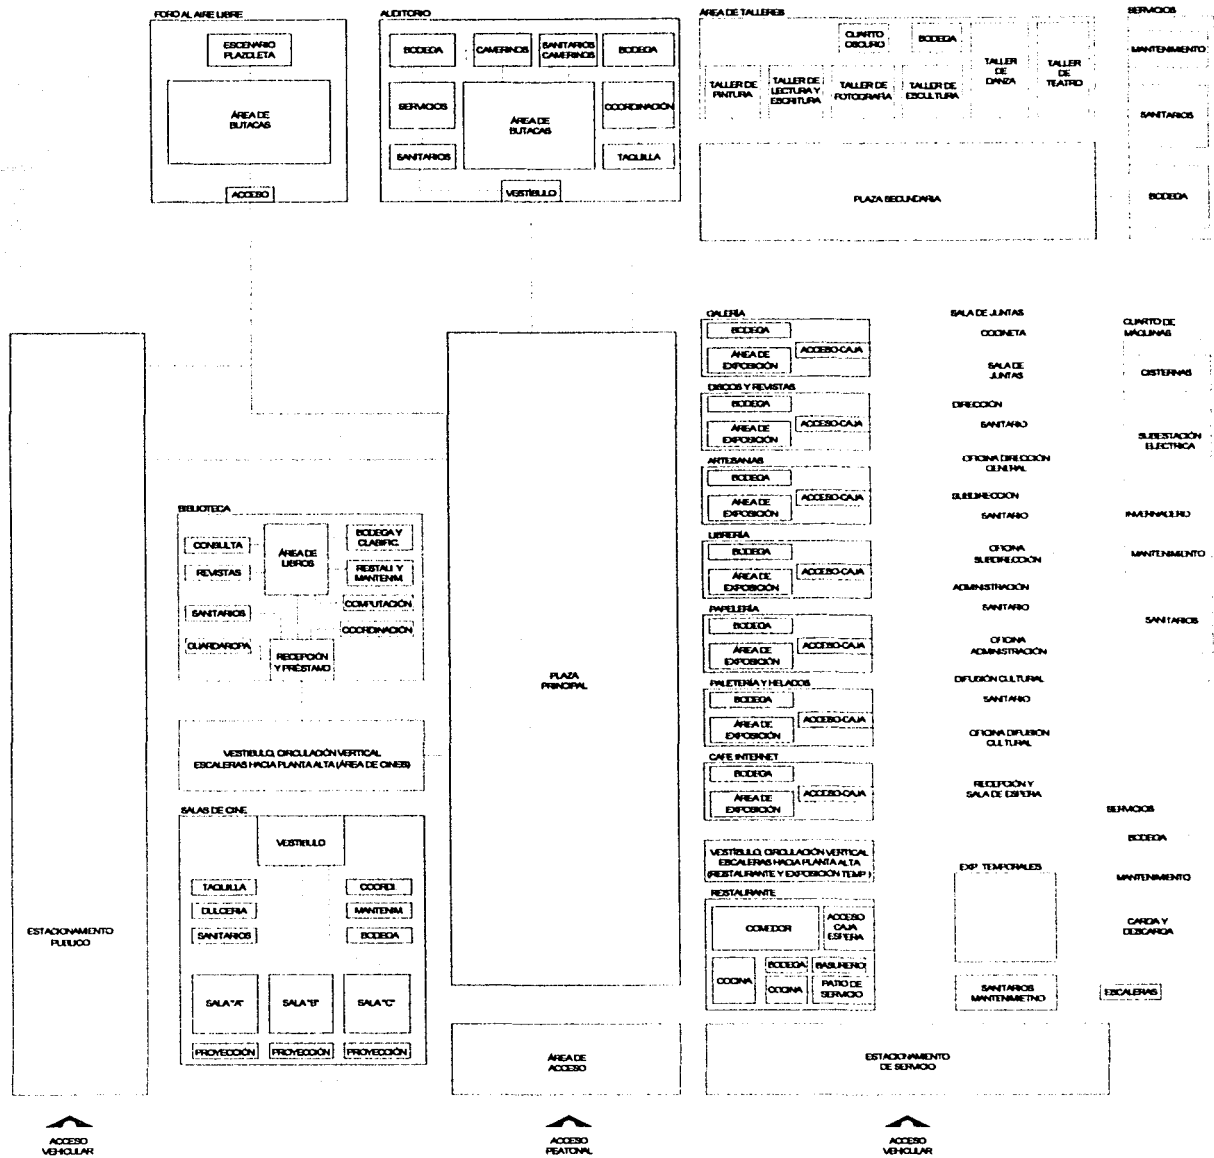 FORO AL AIRE LIBRE
ESCENARIO
PLAZOLETA
ÁREA DE
BUTACAS
ACCESO
AUDITORIO
BODEGA
CAMERINOS
SANITARIOS
CAMERINOS
BODEGA
SERVICIOS
ÁREA DE
BUTACAS
COORDINACIÓN
SANITARIOS
TAQUILLA
VESTÍBULO
ÁREA DE TALLERES
CUARTO
OSCURO
BODEGA
TALLER DE
PINTURA
TALLER DE
LECTURA Y
ESCRITURA
TALLER DE
FOTOGRAFÍA
TALLER DE
ESCULTURA
TALLER
DE
DANZA
TALLER
DE
TEATRO
PLAZA SECUNDARIA
SERVICIOS
MANTENIMIENTO
SANITARIOS
BODEGA
ESTACIONAMIENTO
PUBLICO
BIBLIOTECA
CONSULTA
ÁREA DE
LIBROS
BODEGA Y
CLASIFIC.
REVISTAS
RESTAU. Y
MANTENIM.
SANITARIOS
COMPUTACIÓN
COORDINACIÓN
GUARDAROPA
RECEPCIÓN
Y PRÉSTAMO
VESTIBULO, CIRCULACIÓN VERTICAL
ESCALERAS HACIA PLANTA ALTA (ÁREA DE CINES)
SALAS DE CINE
VESTIBULO
TAQUILLA
COORDI.
DULCERIA
MANTENIM.
SANITARIOS
BODEGA
SALA "A"
SALA "B"
SALA "C"
PROYECCIÓN
PROYECCIÓN
PROYECCIÓN
PLAZA
PRINCIPAL
ÁREA DE
ACCESO
GALERÍA
BODEGA
ÁREA DE
EXPOSICIÓN
ACCESO-CAJA
DISCOS Y REVISTAS
BODEGA
ÁREA DE
EXPOSICIÓN
ACCESO-CAJA
ARTESANIAS
BODEGA
ÁREA DE
EXPOSICIÓN
ACCESO-CAJA
LIBRERÍA
BODEGA
ÁREA DE
EXPOSICIÓN
ACCESO-CAJA
PAPELERÍA
BODEGA
ÁREA DE
EXPOSICIÓN
ACCESO-CAJA
PALETERÍA Y HELADOS
BODEGA
ÁREA DE
EXPOSICIÓN
ACCESO-CAJA
CAFE INTERNET
BODEGA
ÁREA DE
EXPOSICIÓN
ACCESO-CAJA
VESTÍBULO, CIRCULACIÓN VERTICAL
ESCALERAS HACIA PLANTA ALTA
(RESTAURANTE Y EXPOSICIÓN TEMP.)
RESTAURANTE
COMEDOR
ACCESO
CAJA
ESPERA
COCINA
BODEGA
BASURERO
COCINA
PATIO DE
SERVICIO
SALA DE JUNTAS
COCINETA
SALA DE
JUNTAS
DIRECCIÓN
SANITARIO
OFICINA DIRECCIÓN
GENERAL
SUBDIRECCIÓN
SANITARIO
OFICINA
SUBDIRECCIÓN
ADMINISTRACIÓN
SANITARIO
OFICINA
ADMINISTRACIÓN
DIFUSIÓN CULTURAL
SANITARIO
OFICINA DIFUSIÓN
CULTURAL
RECEPCIÓN Y
SALA DE ESPERA
EXP. TEMPORALES
SANITARIOS
MANTENIMIETNO
CUARTO DE
MÁQUINAS
CISTERNAS
SUBESTACIÓN
ELECTRICA
INVERNADERO
MANTENIMIENTO
SANITARIOS
SERVICIOS
BODEGA
MANTENIMIENTO
CARGA Y
DESCARGA
ESCALERAS
ESTACIONAMIENTO
DE SERVICIO
ACCESO
VEHICULAR
ACCESO
PEATONAL
ACCESO
VEHICULAR